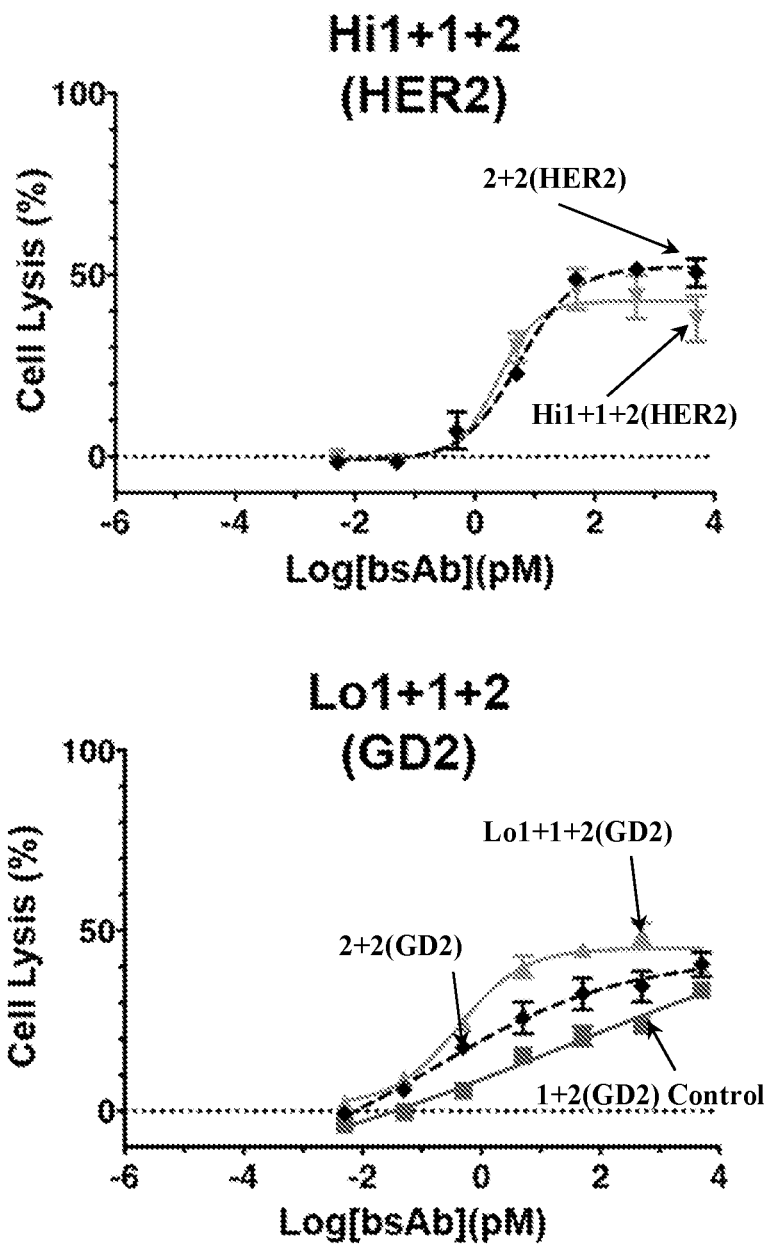 Hi1+1+2
(HER2)
100
50
0
Cell Lysis (%)
2+2(HER2)
Hi1+1+2(HER2)
-6 -4 -2 0 2 4
Log[bsAb](pM)
Lo1+1+2
(GD2)
100
50
0
Cell Lysis (%)
Lo1+1+2(GD2)
2+2(GD2)
1+2(GD2) Control
-6 -4 -2 0 2 4
Log[bsAb](pM)